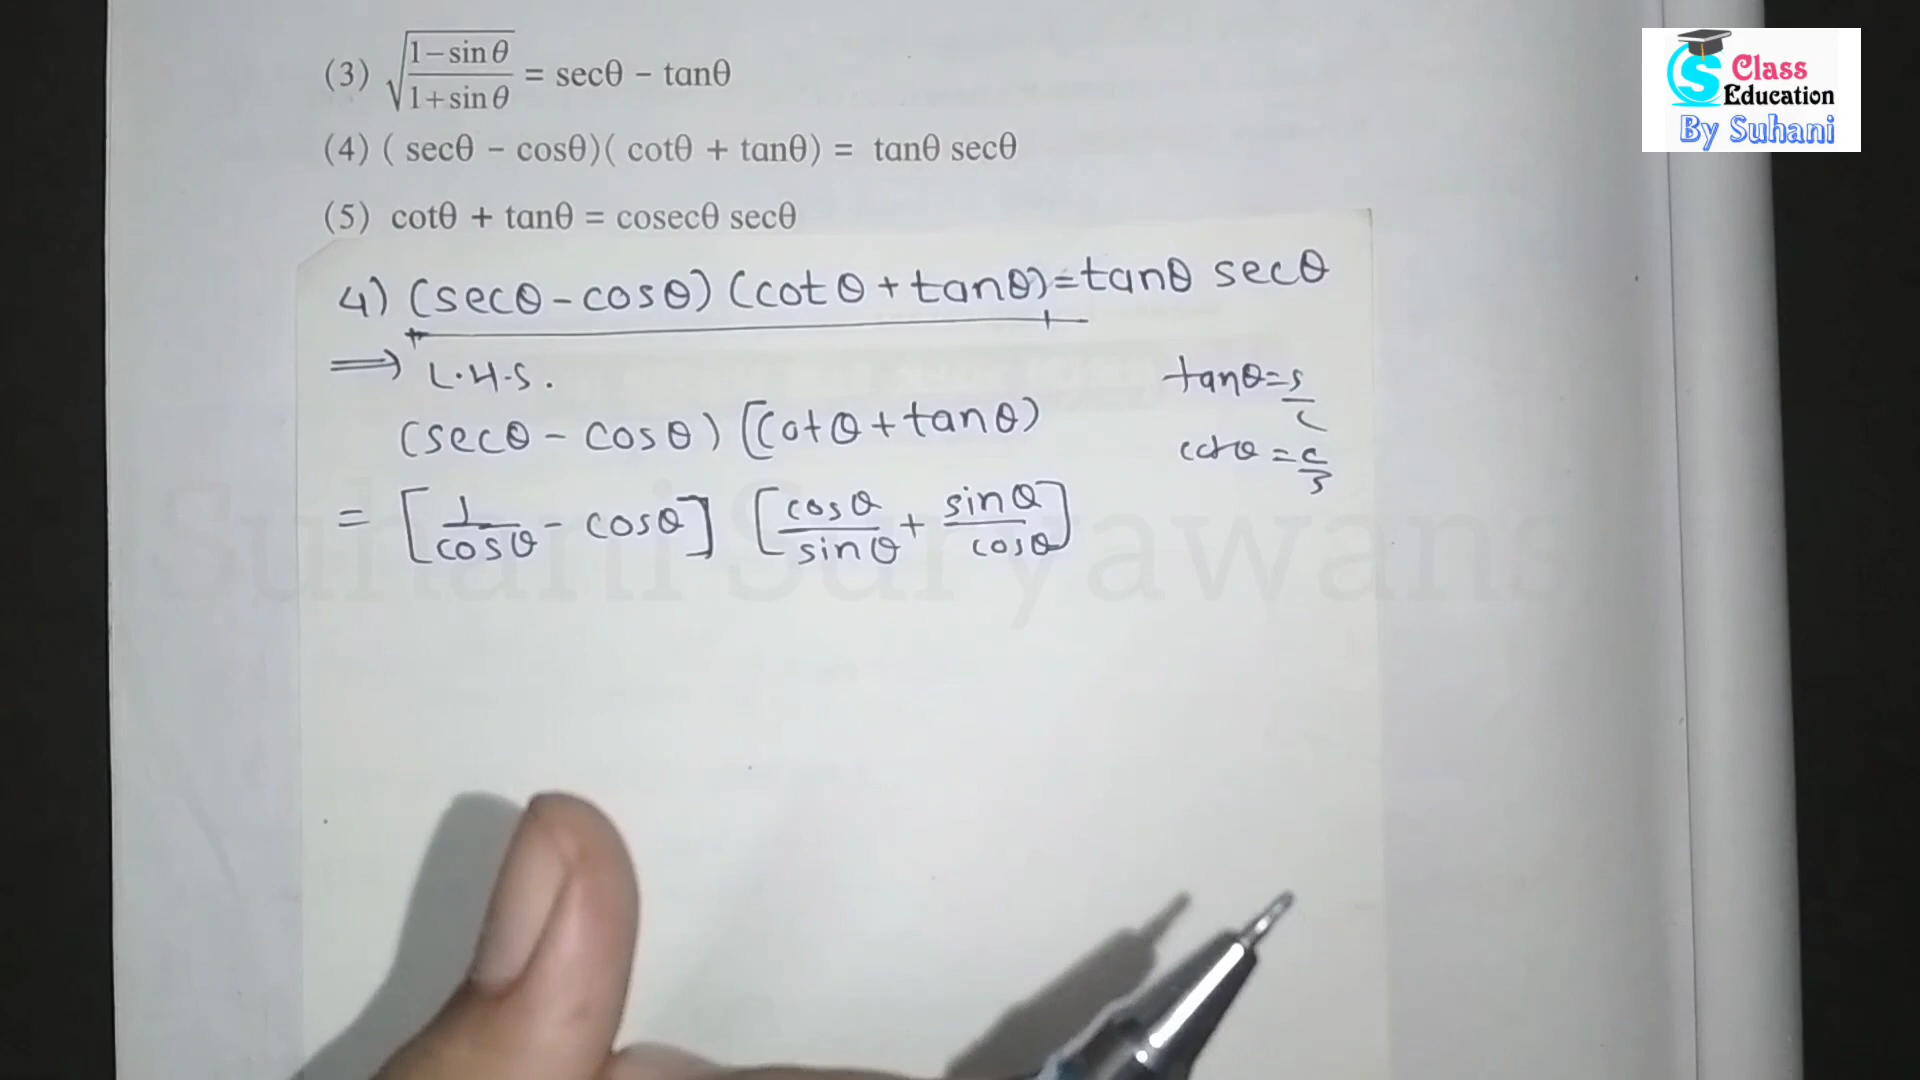 Class
Education
By Suhani
(3) √((1−sinθ)/(1+sinθ)) = secθ − tanθ
(4) ( secθ − cosθ)( cotθ + tanθ) = tanθ secθ
(5) cotθ + tanθ = cosecθ secθ
4) (secθ − cosθ) (cotθ + tanθ) = tanθ secθ
⟹ L.H.S.
(secθ − cosθ) (cotθ + tanθ)
tanθ = s/c
cotθ = c/s
= [1/cosθ − cosθ] [cosθ/sinθ + sinθ/cosθ]